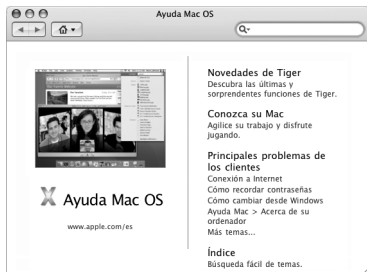 Ayuda Mac OS
Ayuda Mac OS
www.apple.com/es
Novedades de Tiger
Descubra las últimas y
sorprendentes funciones de Tiger.
Conozca su Mac
Agilice su trabajo y disfrute
jugando.
Principales problemas de
los clientes
Conexión a Internet
Cómo recordar contraseñas
Cómo cambiar desde Windows
Ayuda Mac > Acerca de su
ordenador
Más temas...
Índice
Búsqueda fácil de temas.